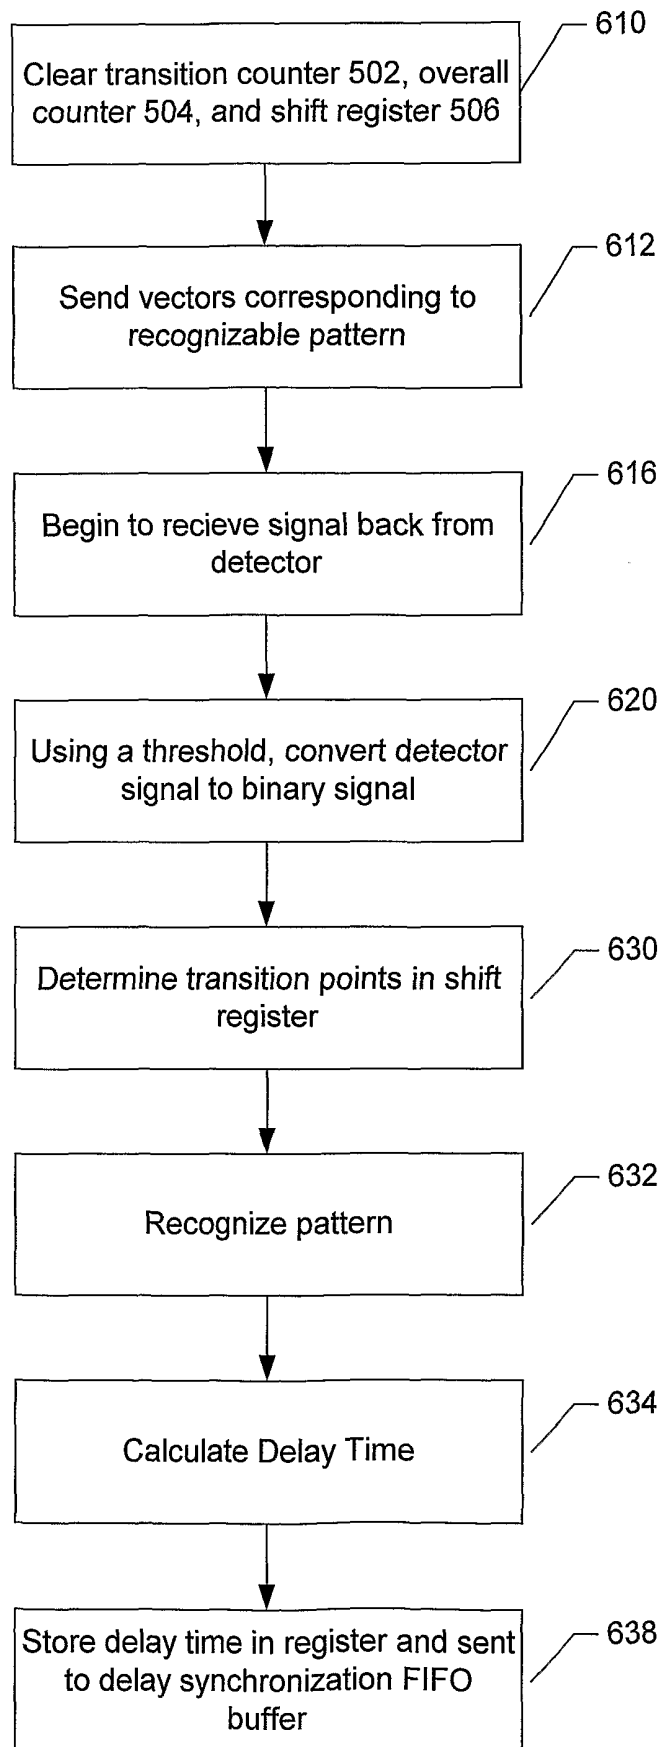 610
Clear transition counter 502, overall
counter 504, and shift register 506
612
Send vectors corresponding to
recognizable pattern
616
Begin to recieve signal back from
detector
620
Using a threshold, convert detector
signal to binary signal
630
Determine transition points in shift
register
632
Recognize pattern
634
Calculate Delay Time
638
Store delay time in register and sent
to delay synchronization FIFO
buffer